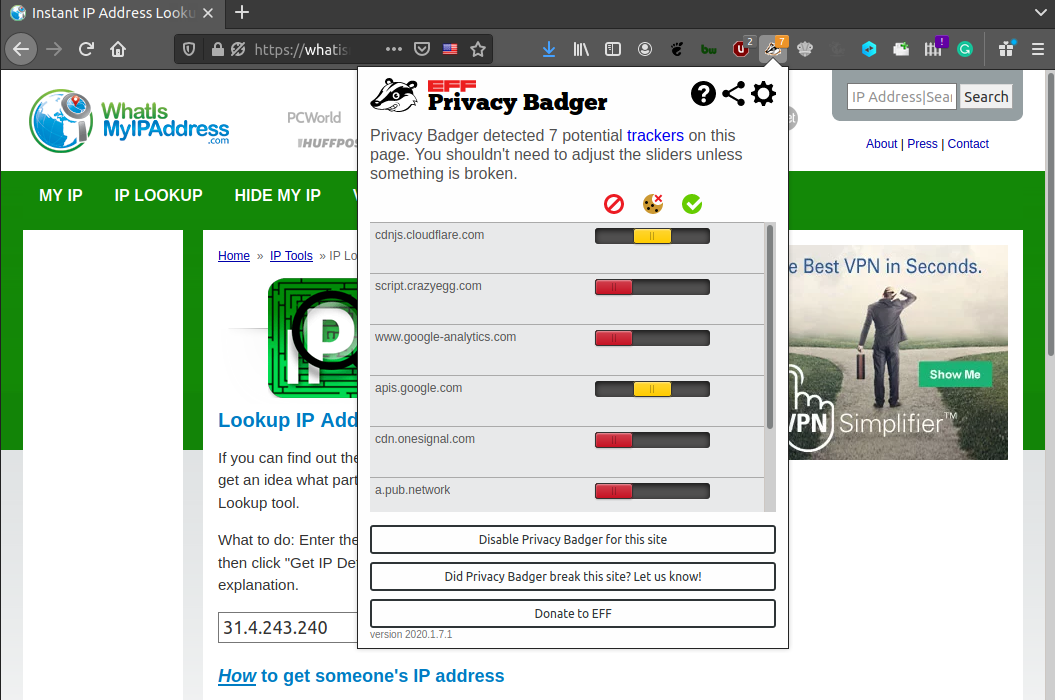 Instant IP Address Looku
https://whatis
2
7
!
WhatIs
MyIPAddress
.com
PCWorld
HUFFPOS
EFF
Privacy Badger
Privacy Badger detected 7 potential trackers on this
page. You shouldn't need to adjust the sliders unless
something is broken.
IP Address|Sear
Search
About | Press | Contact
MY IP
IP LOOKUP
HIDE MY IP
Home » IP Tools » IP Lo
IP
cdnjs.cloudflare.com
script.crazyegg.com
www.google-analytics.com
apis.google.com
cdn.onesignal.com
a.pub.network
e Best VPN in Seconds.
Show Me
VPN Simplifier™
Lookup IP Add
If you can find out the
get an idea what part
Lookup tool.
What to do: Enter the
then click "Get IP De
explanation.
31.4.243.240
How to get someone's IP address
Disable Privacy Badger for this site
Did Privacy Badger break this site? Let us know!
Donate to EFF
version 2020.1.7.1